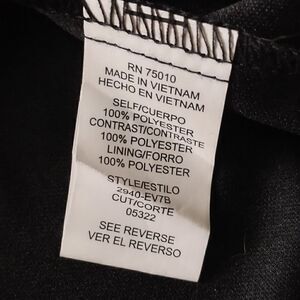 RN 75010
MADE IN VIETNAM
HECHO EN VIETNAM
SELF/CUERPO
100% POLYESTER
CONTRAST/CONTRASTE
100% POLYESTER
LINING/FORRO
100% POLYESTER
STYLE/ESTILO
2940-EV7B
CUT/CORTE
05322
SEE REVERSE
VER EL REVERSO